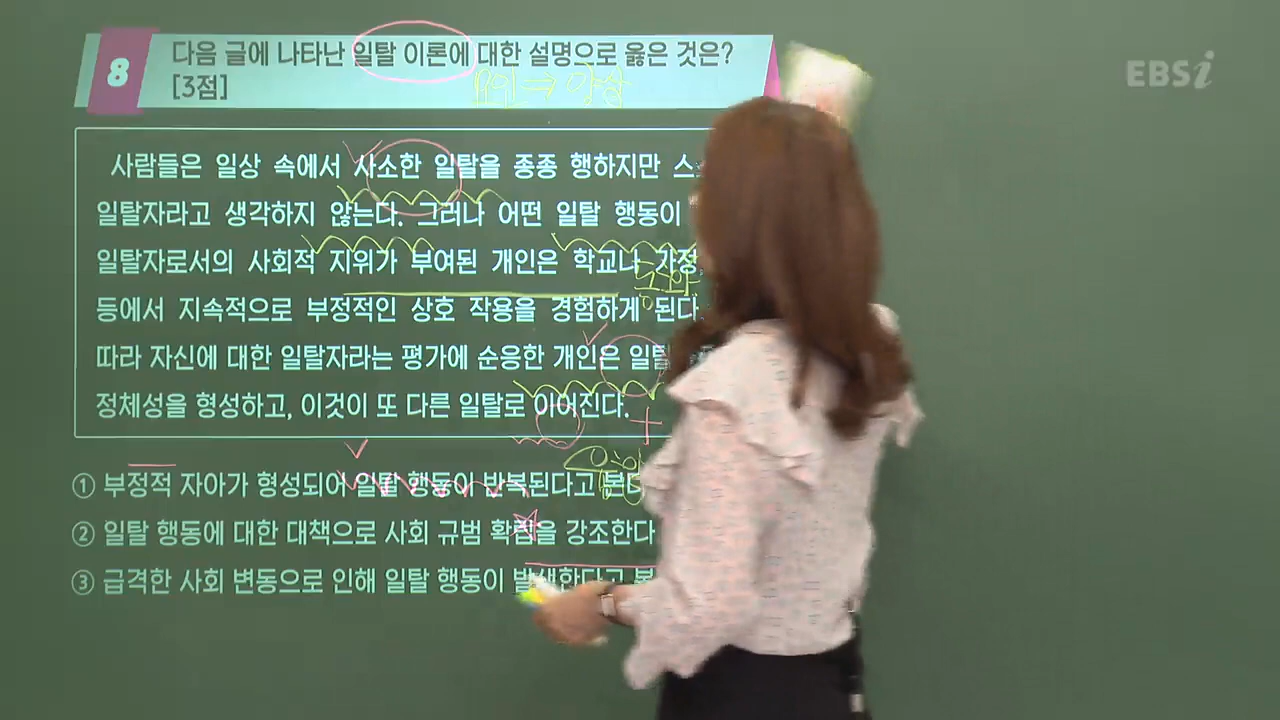 EBSi
8
다음 글에 나타난 일탈 이론에 대한 설명으로 옳은 것은?
[3점]
사람들은 일상 속에서 사소한 일탈을 종종 행하지만
일탈자라고 생각하지 않는다. 그러나 어떤 일탈 행동이
일탈자로서의 사회적 지위가 부여된 개인은 학교나 가정
등에서 지속적으로 부정적인 상호 작용을 경험하게 된다.
따라 자신에 대한 일탈자라는 평가에 순응한 개인은 일탈
정체성을 형성하고, 이것이 또 다른 일탈로 이어진다.
① 부정적 자아가 형성되어 일탈 행동이 반복된다고 본다
② 일탈 행동에 대한 대책으로 사회 규범 확립을 강조한다
③ 급격한 사회 변동으로 인해 일탈 행동이 발생한다고 본